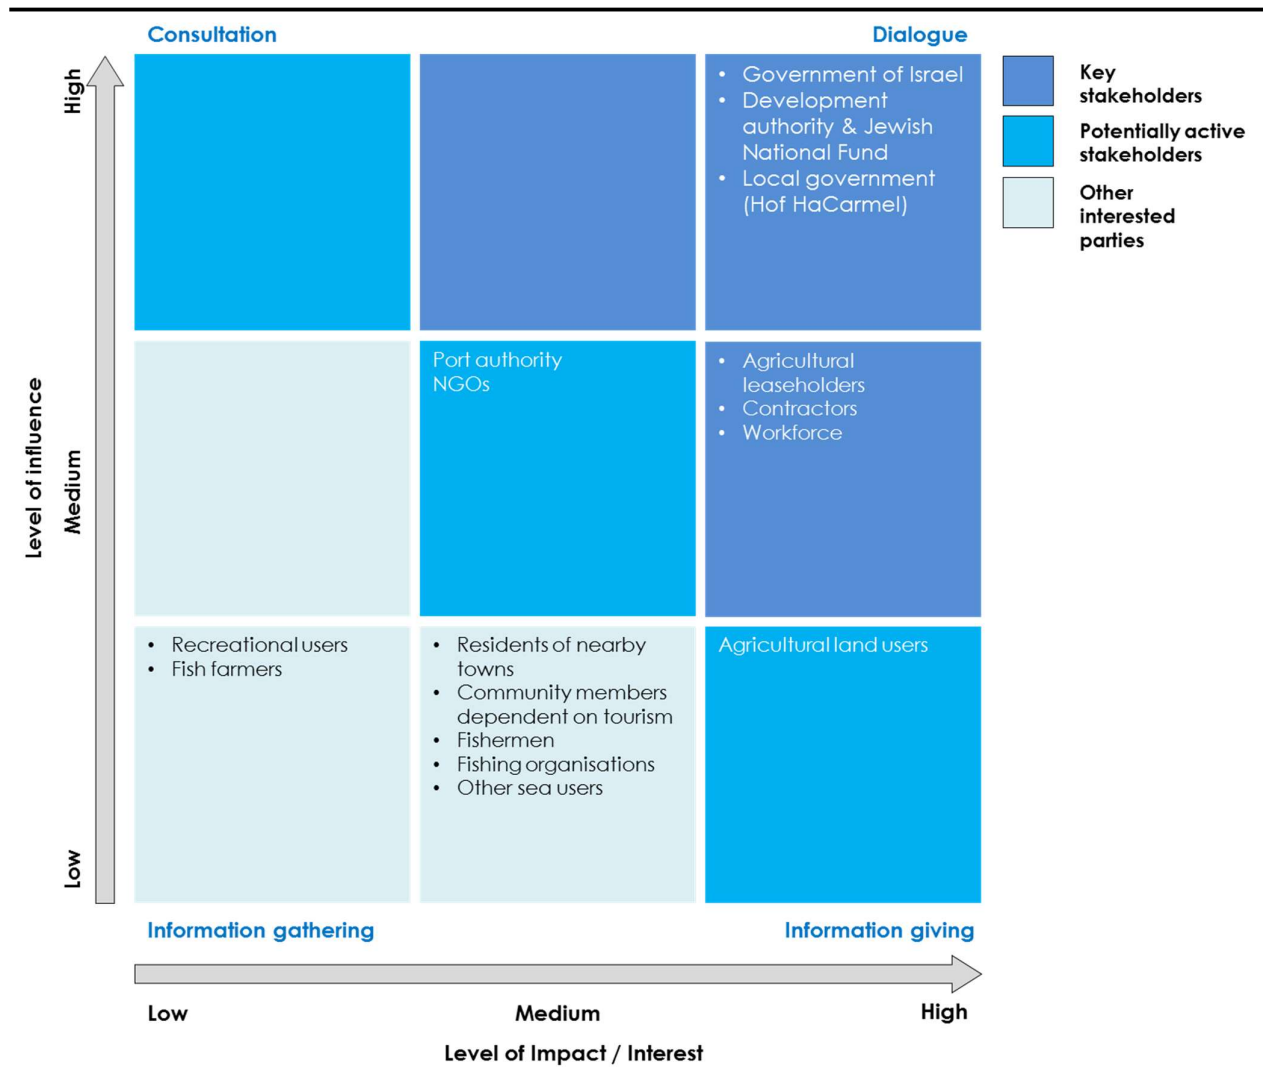 Consultation
Dialogue
High
• Government of Israel
• Development
authority & Jewish
National Fund
• Local government
(Hof HaCarmel)
Key
stakeholders
Potentially active
stakeholders
Other
interested
parties
Level of influence
Medium
Port authority
NGOs
• Agricultural
leaseholders
• Contractors
• Workforce
Low
• Recreational users
• Fish farmers
• Residents of nearby
towns
• Community members
dependent on tourism
• Fishermen
• Fishing organisations
• Other sea users
Agricultural land users
Information gathering
Information giving
Low
Medium
High
Level of Impact / Interest